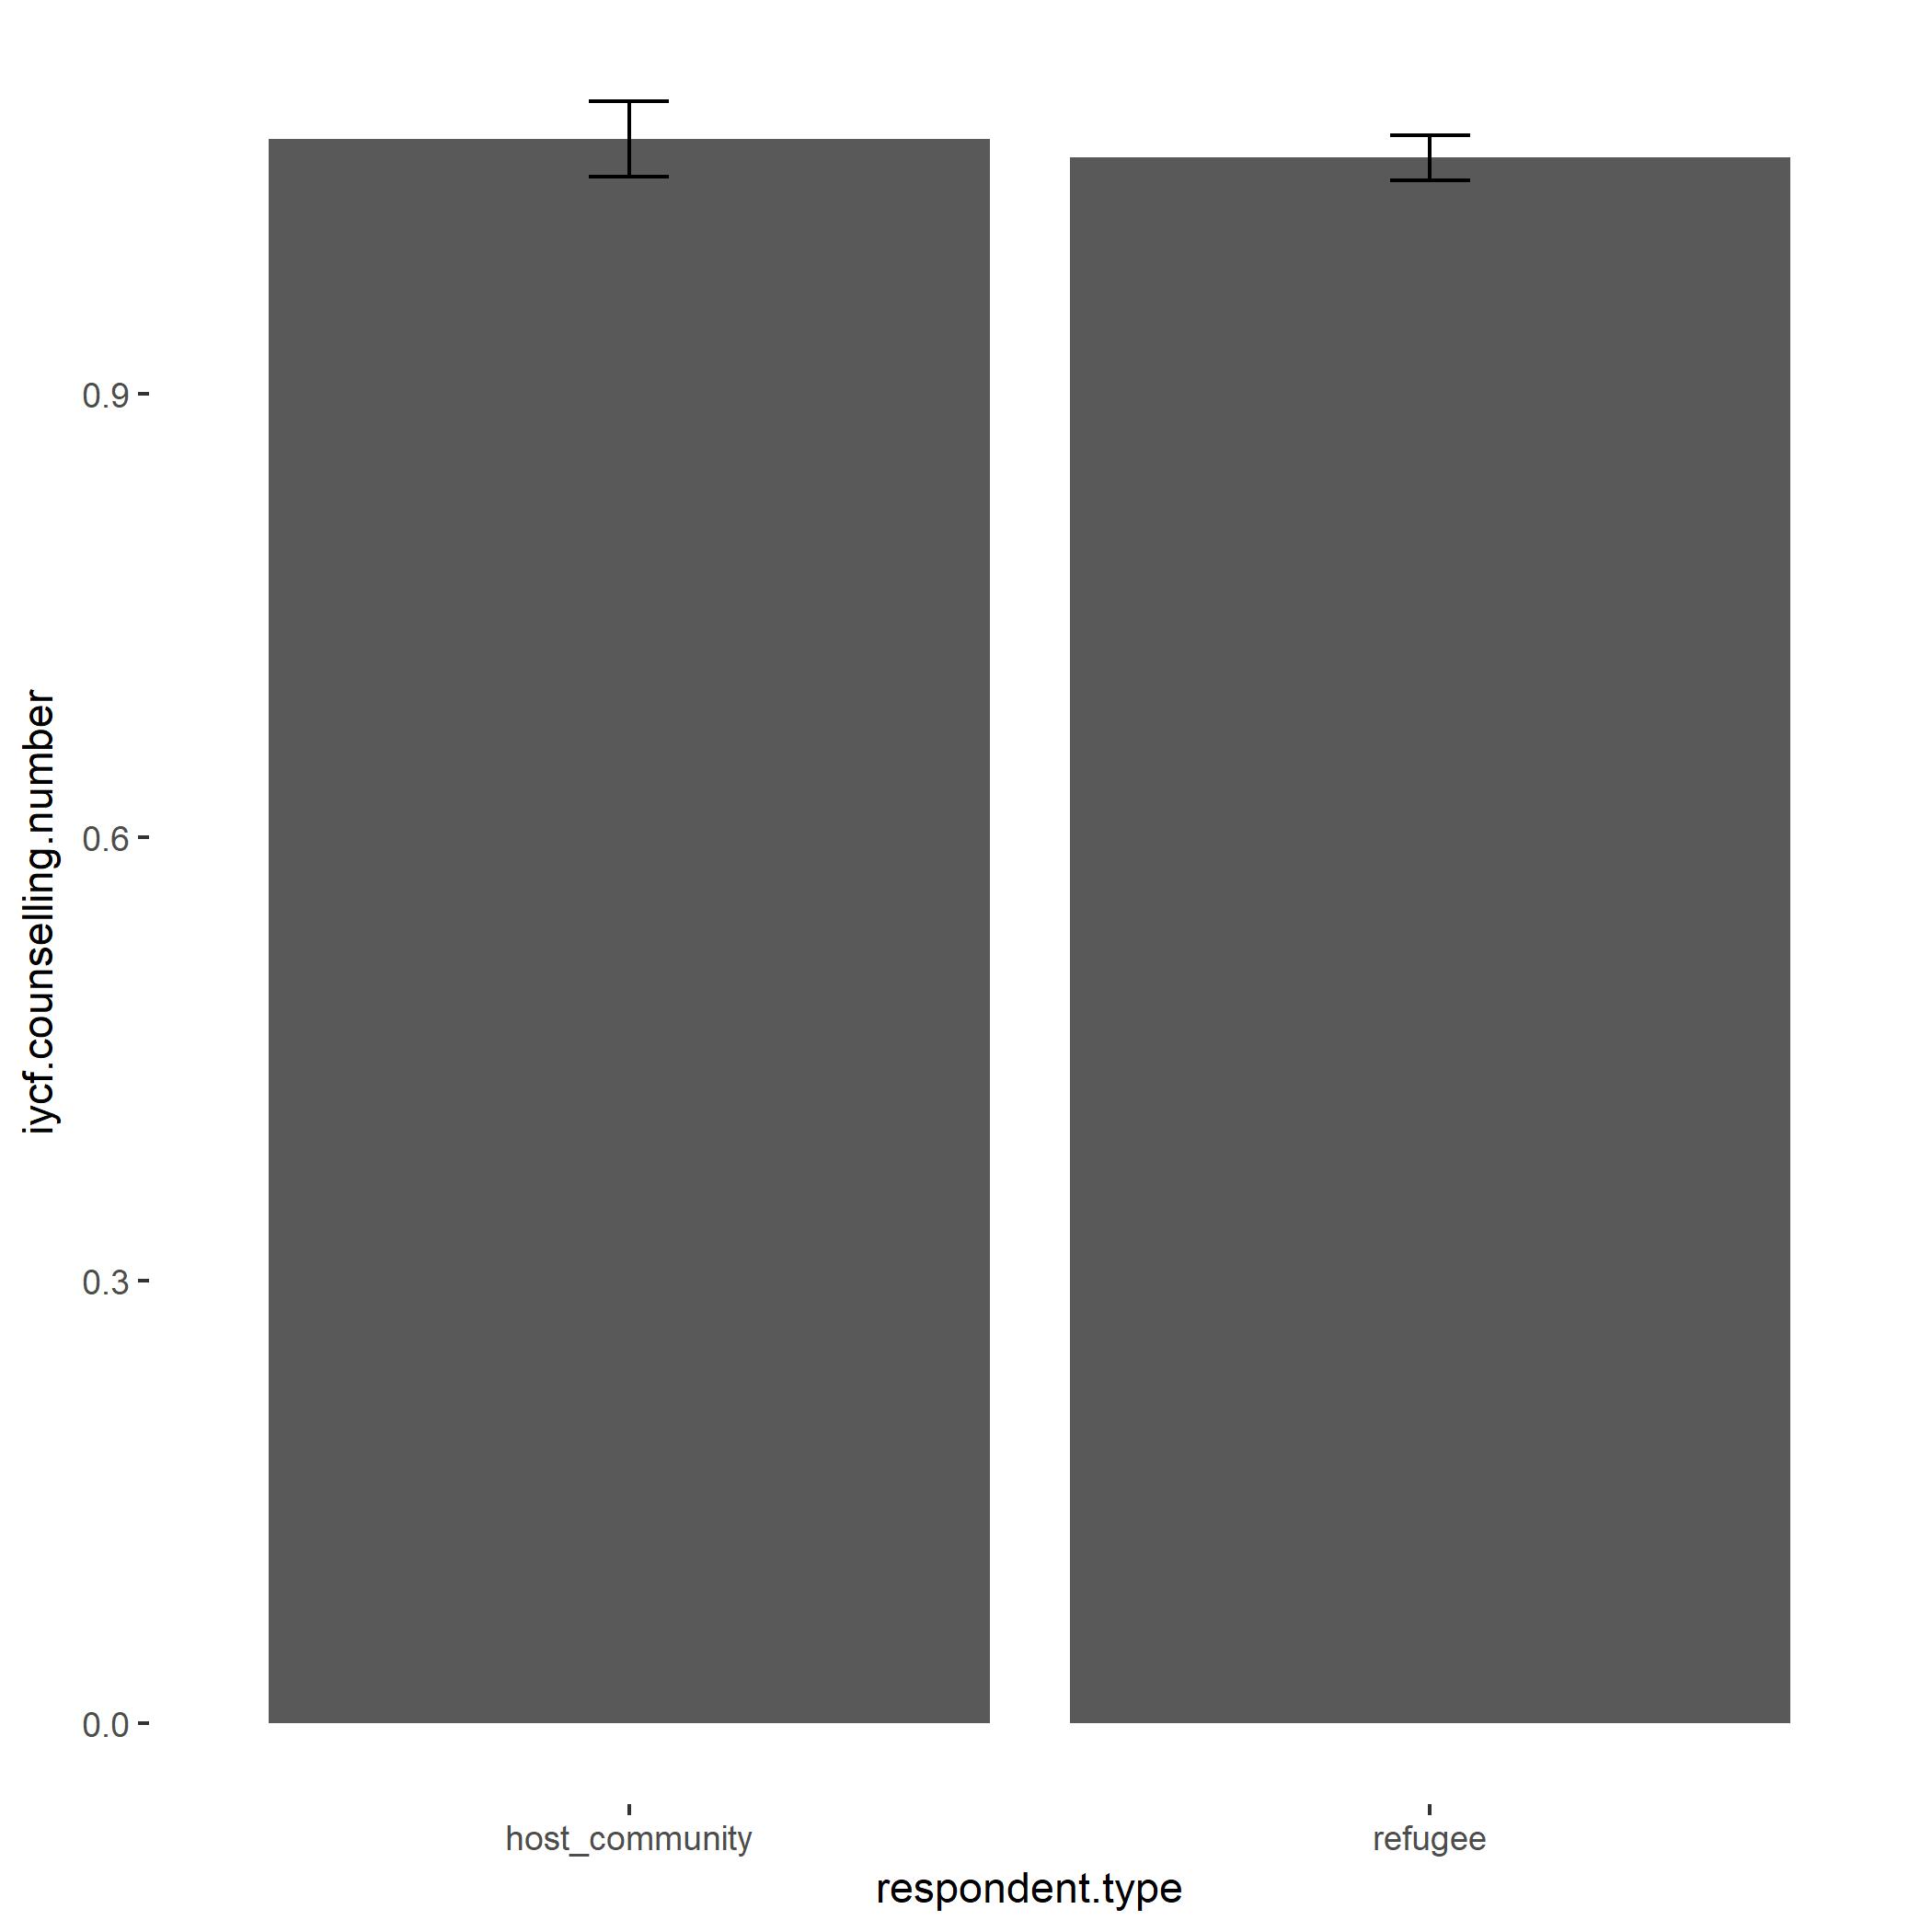 iycf.counselling.number
0.9
0.6
0.3
0.0
host_community
refugee
respondent.type